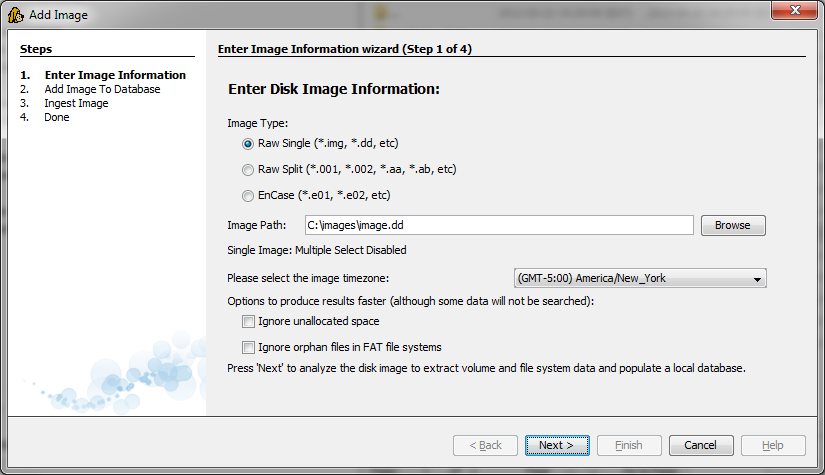 Add Image
Steps
1. Enter Image Information
2. Add Image To Database
3. Ingest Image
4. Done
Enter Image Information wizard (Step 1 of 4)
Enter Disk Image Information:
Image Type:
Raw Single (*.img, *.dd, etc)
Raw Split (*.001, *.002, *.aa, *.ab, etc)
EnCase (*.e01, *.e02, etc)
Image Path: C:\images\image.dd Browse
Single Image: Multiple Select Disabled
Please select the image timezone: (GMT-5:00) America/New_York
Options to produce results faster (although some data will not be searched):
Ignore unallocated space
Ignore orphan files in FAT file systems
Press 'Next' to analyze the disk image to extract volume and file system data and populate a local database.
< Back Next > Finish Cancel Help